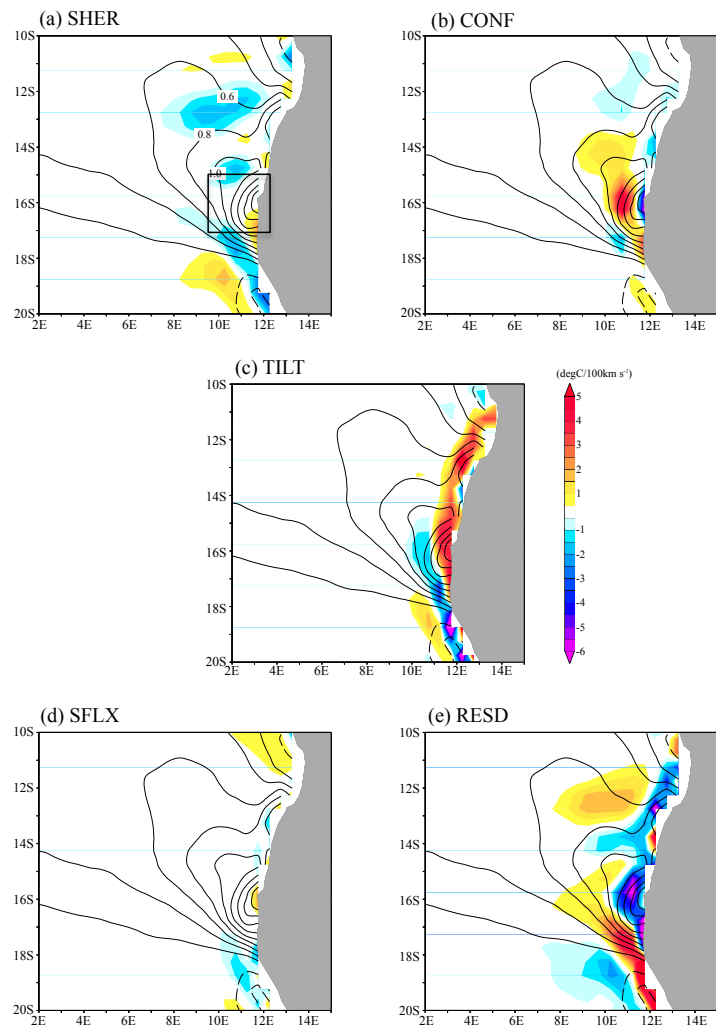 (a) SHER
(b) CONF
10S
12S
14S
16S
18S
20S
0.6
0.8
1.0
2E 4E 6E 8E 10E 12E 14E
10S
12S
14S
16S
18S
20S
2E 4E 6E 8E 10E 12E 14E
(c) TILT
10S
12S
14S
16S
18S
20S
2E 4E 6E 8E 10E 12E 14E
(degC/100km s⁻¹)
5
4
3
2
1
-1
-2
-3
-4
-5
-6
(d) SFLX
(e) RESD
10S
12S
14S
16S
18S
20S
2E 4E 6E 8E 10E 12E 14E
10S
12S
14S
16S
18S
20S
2E 4E 6E 8E 10E 12E 14E